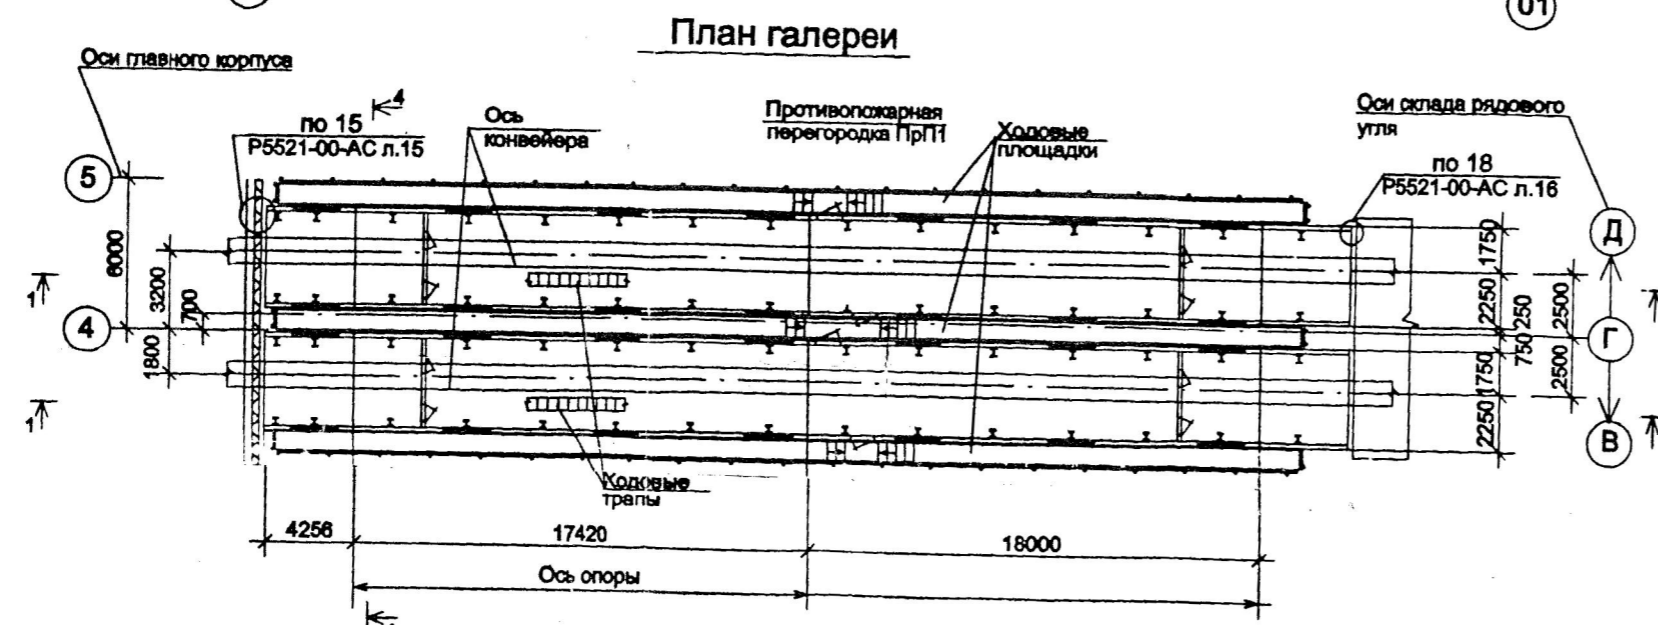 01
План галереи
Оси главного корпуса
4
по 15
Р5521-00-АС л.15
Ось
конвейера
Противопожарная
перегородка ПрП1
Ходовые
площадки
Оси склада рядового
угля
по 18
Р5521-00-АС л.16
5
6000
3200
700
1800
4
1
1
1750
2250
250
750
2500
1750
2500
2250
Д
Г
В
Ходовые
трапы
4256
17420
18000
Ось опоры